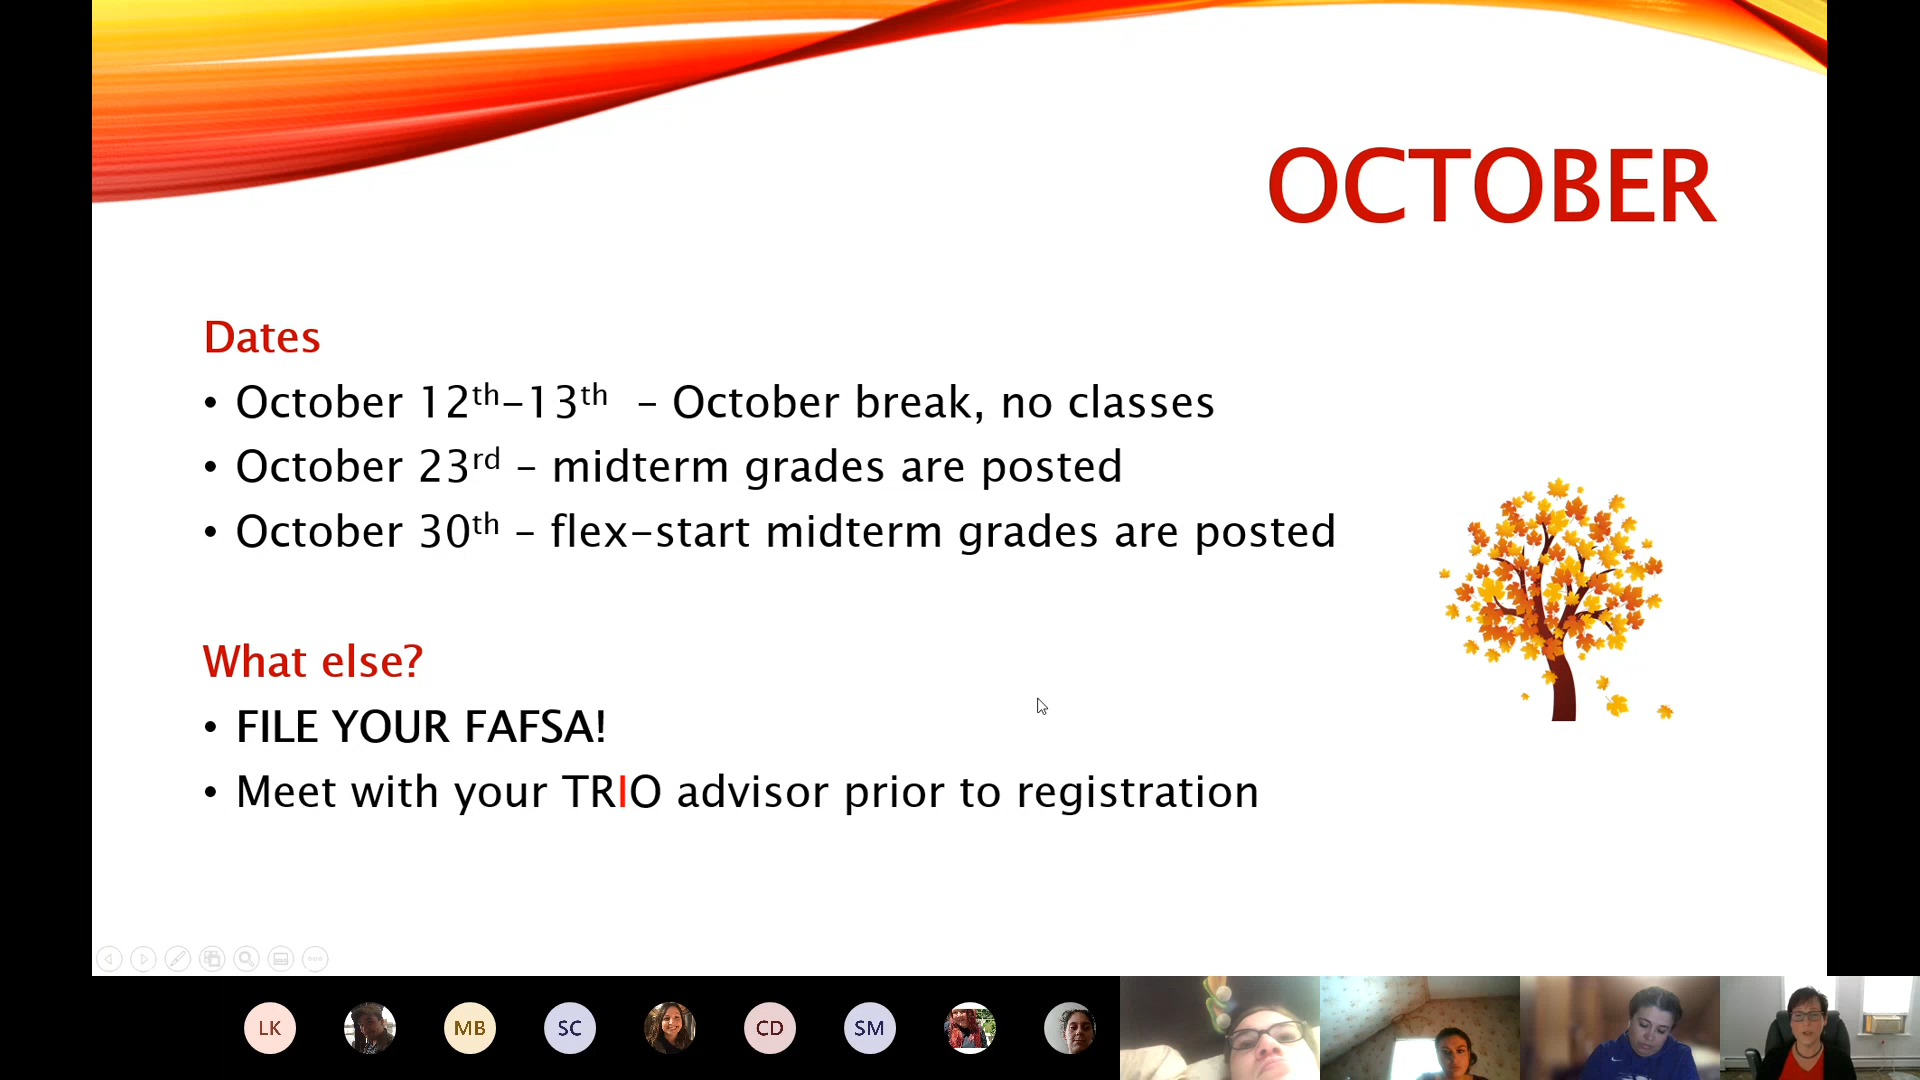 OCTOBER
Dates
• October 12th-13th – October break, no classes
• October 23rd – midterm grades are posted
• October 30th – flex-start midterm grades are posted
What else?
• FILE YOUR FAFSA!
• Meet with your TRIO advisor prior to registration
LK MB SC CD SM